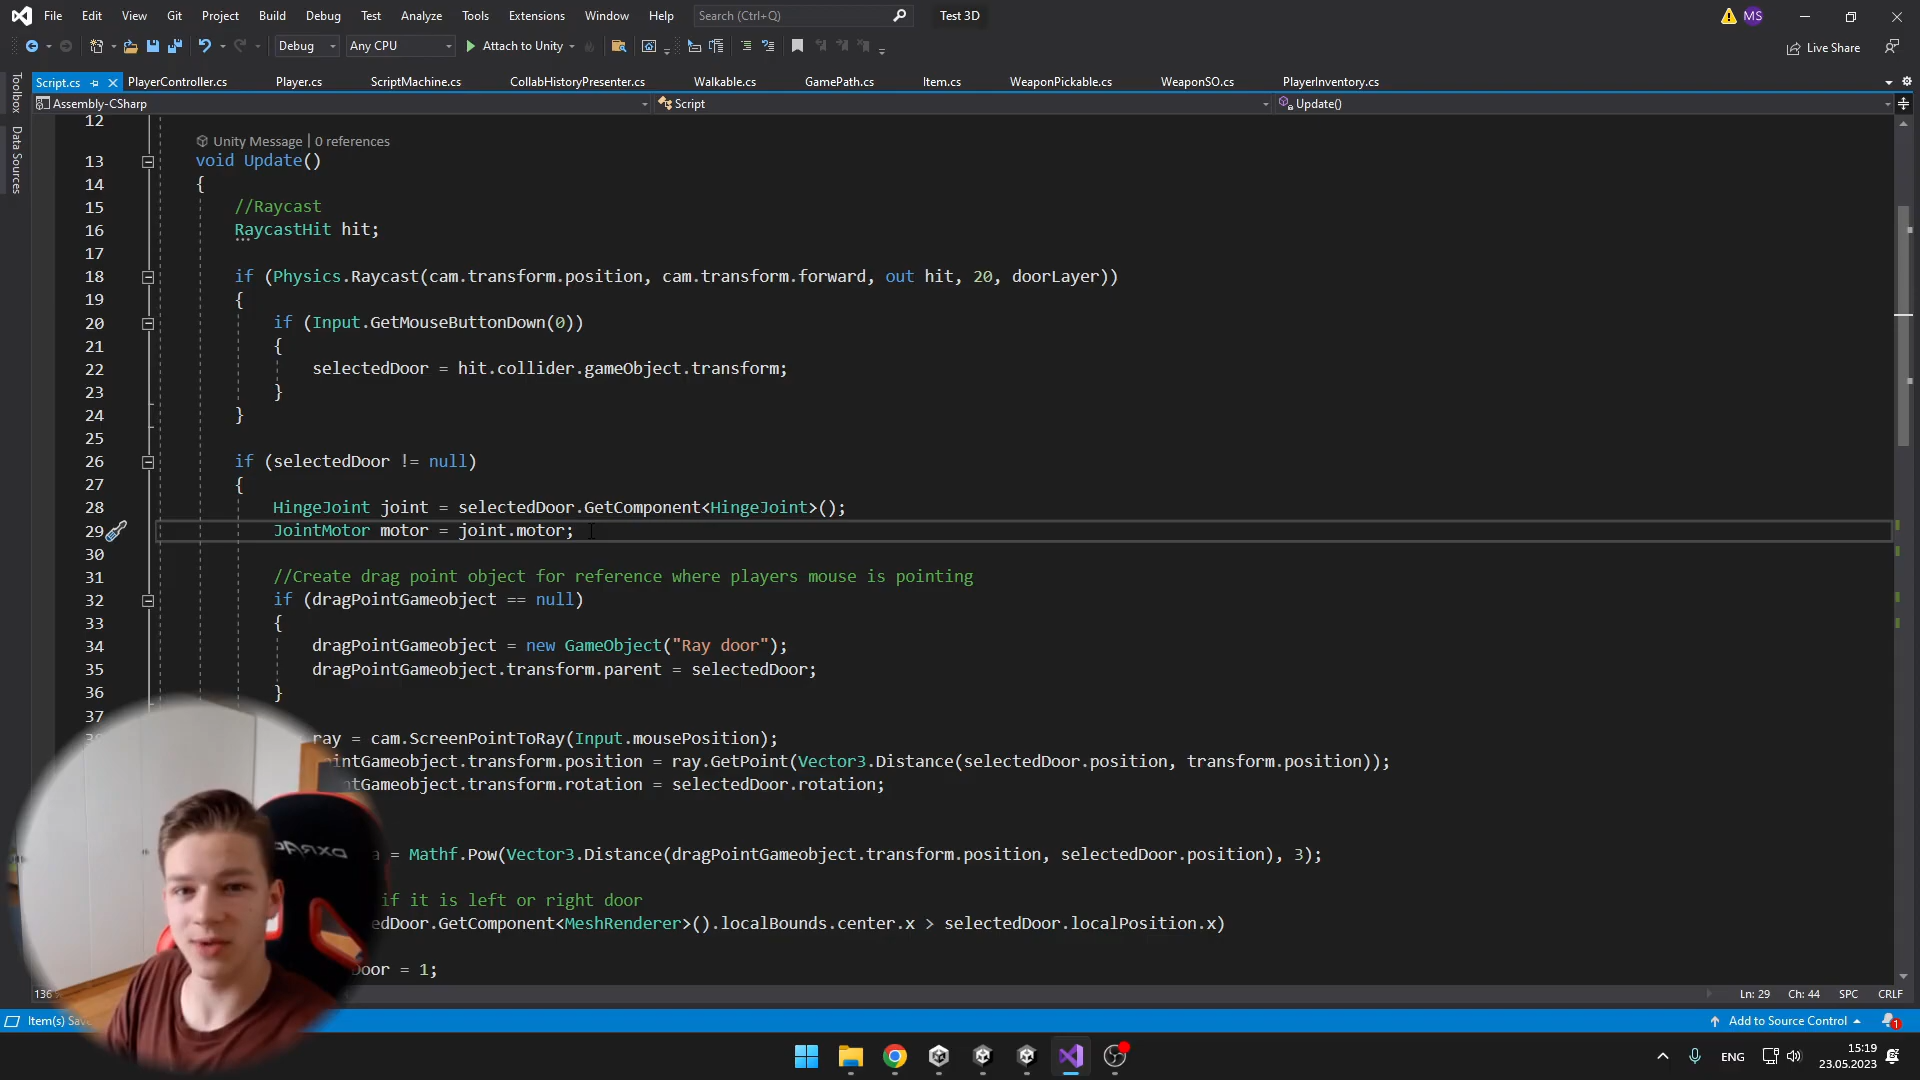 File Edit View Git Project Build Debug Test Analyze Tools Extensions Window Help Search (Ctrl+Q) Test 3D MS
Debug Any CPU Attach to Unity Live Share
Script.cs PlayerController.cs Player.cs ScriptMachine.cs CollabHistoryPresenter.cs Walkable.cs GamePath.cs Item.cs WeaponPickable.cs WeaponSO.cs PlayerInventory.cs
Assembly-CSharp Script Update()
Toolbox
Data Sources
12
Unity Message | 0 references
13 void Update()
14 {
15 //Raycast
16 RaycastHit hit;
17
18 if (Physics.Raycast(cam.transform.position, cam.transform.forward, out hit, 20, doorLayer))
19 {
20 if (Input.GetMouseButtonDown(0))
21 {
22 selectedDoor = hit.collider.gameObject.transform;
23 }
24 }
25
26 if (selectedDoor != null)
27 {
28 HingeJoint joint = selectedDoor.GetComponent<HingeJoint>();
29 JointMotor motor = joint.motor;
30
31 //Create drag point object for reference where players mouse is pointing
32 if (dragPointGameobject == null)
33 {
34 dragPointGameobject = new GameObject("Ray door");
35 dragPointGameobject.transform.parent = selectedDoor;
36 }
37
ray = cam.ScreenPointToRay(Input.mousePosition);
intGameobject.transform.position = ray.GetPoint(Vector3.Distance(selectedDoor.position, transform.position));
tGameobject.transform.rotation = selectedDoor.rotation;
a = Mathf.Pow(Vector3.Distance(dragPointGameobject.transform.position, selectedDoor.position), 3);
if it is left or right door
edDoor.GetComponent<MeshRenderer>().localBounds.center.x > selectedDoor.localPosition.x)
Door = 1;
136 Ln: 29 Ch: 44 SPC CRLF
Item(s) Save Add to Source Control 1
ENG 15:19
23.05.2023